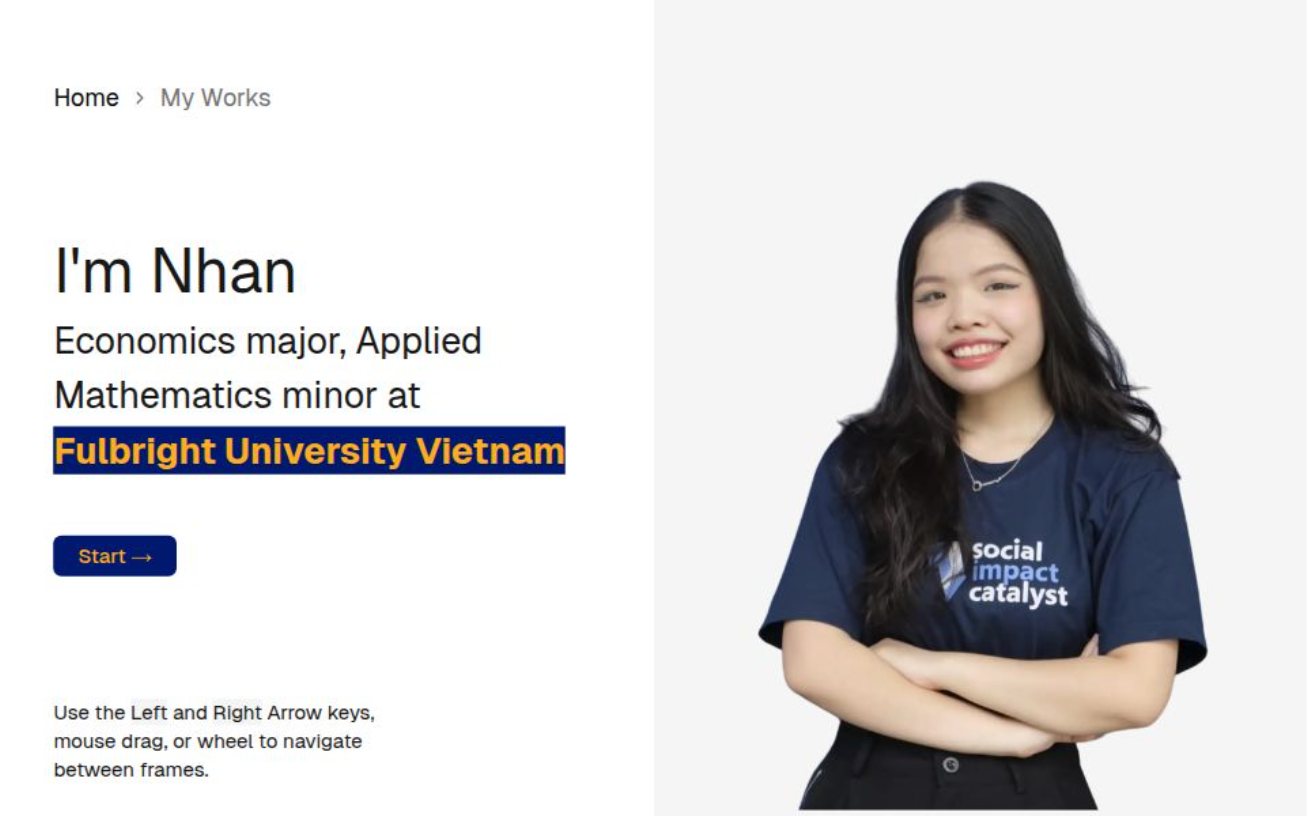 Home > My Works
I'm Nhan
Economics major, Applied
Mathematics minor at
Fulbright University Vietnam
Start →
Use the Left and Right Arrow keys,
mouse drag, or wheel to navigate
between frames.
social
impact
catalyst